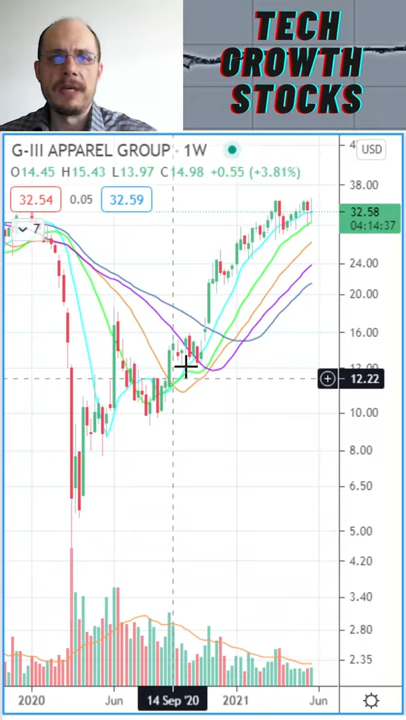 TECH
GROWTH
STOCKS
G-III APPAREL GROUP · 1W
USD
O14.45 H15.43 L13.97 C14.98 +0.55 (+3.81%)
38.00
32.54 0.05 32.59
32.58
04:14:37
7
24.00
20.00
16.00
12.22
10.00
8.00
6.50
5.00
4.20
3.40
2.80
2.35
2020 Jun 14 Sep '20 2021 Jun